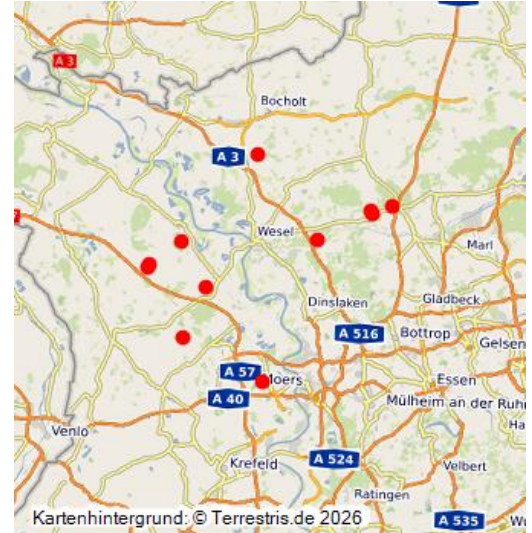 A 3
Bocholt
A 3
Wesel
Marl
Dinslaken
Gladbeck
A 516
Bottrop
Gelsen
A 57
Moers
Essen
A 40
Mülheim an der Ruhr
Venlo
Krefeld
A 524
Velbert
Ratingen
A 535
Kartenhintergrund: © Terrestris.de 2026